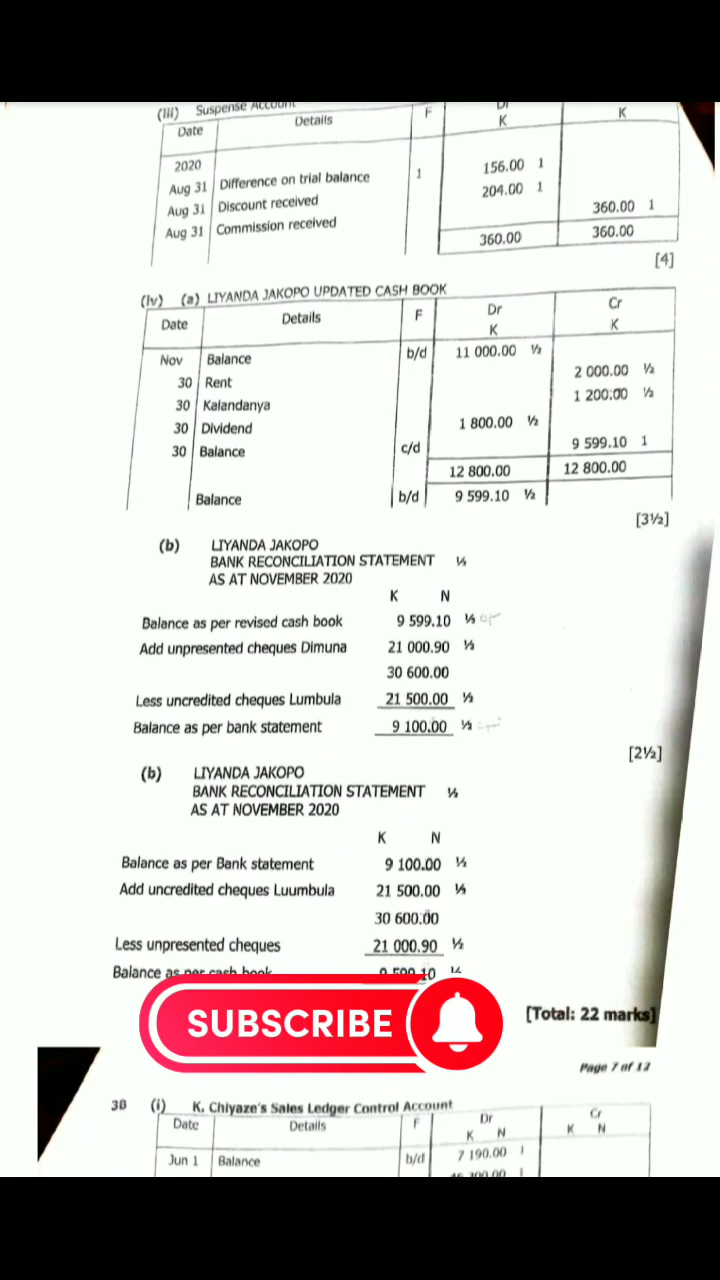 (iii) Suspense Account
Date Details F Dr K K
2020
Aug 31 Difference on trial balance 1 156.00 1
Aug 31 Discount received 204.00 1
Aug 31 Commission received 360.00 1
360.00 360.00
[4]
(iv) (a) LIYANDA JAKOPO UPDATED CASH BOOK
Date Details F Dr Cr
K K
Nov Balance b/d 11 000.00 ½
30 Rent 2 000.00 ½
30 Kalandanya 1 200.00 ½
30 Dividend 1 800.00 ½
30 Balance c/d 9 599.10 1
12 800.00 12 800.00
Balance b/d 9 599.10 ½
[3½]
(b) LIYANDA JAKOPO
BANK RECONCILIATION STATEMENT ½
AS AT NOVEMBER 2020
K N
Balance as per revised cash book 9 599.10 ½
Add unpresented cheques Dimuna 21 000.90 ½
30 600.00
Less uncredited cheques Lumbula 21 500.00 ½
Balance as per bank statement 9 100.00 ½
[2½]
(b) LIYANDA JAKOPO
BANK RECONCILIATION STATEMENT ½
AS AT NOVEMBER 2020
K N
Balance as per Bank statement 9 100.00 ½
Add uncredited cheques Luumbula 21 500.00 ½
30 600.00
Less unpresented cheques 21 000.90 ½
Balance as per cash book 9 599.10 ½
SUBSCRIBE
[Total: 22 marks]
Page 7 of 12
3B (i) K. Chiyaze's Sales Ledger Control Account
Date Details F Dr Cr
K N K N
Jun 1 Balance b/d 7 190.00 1